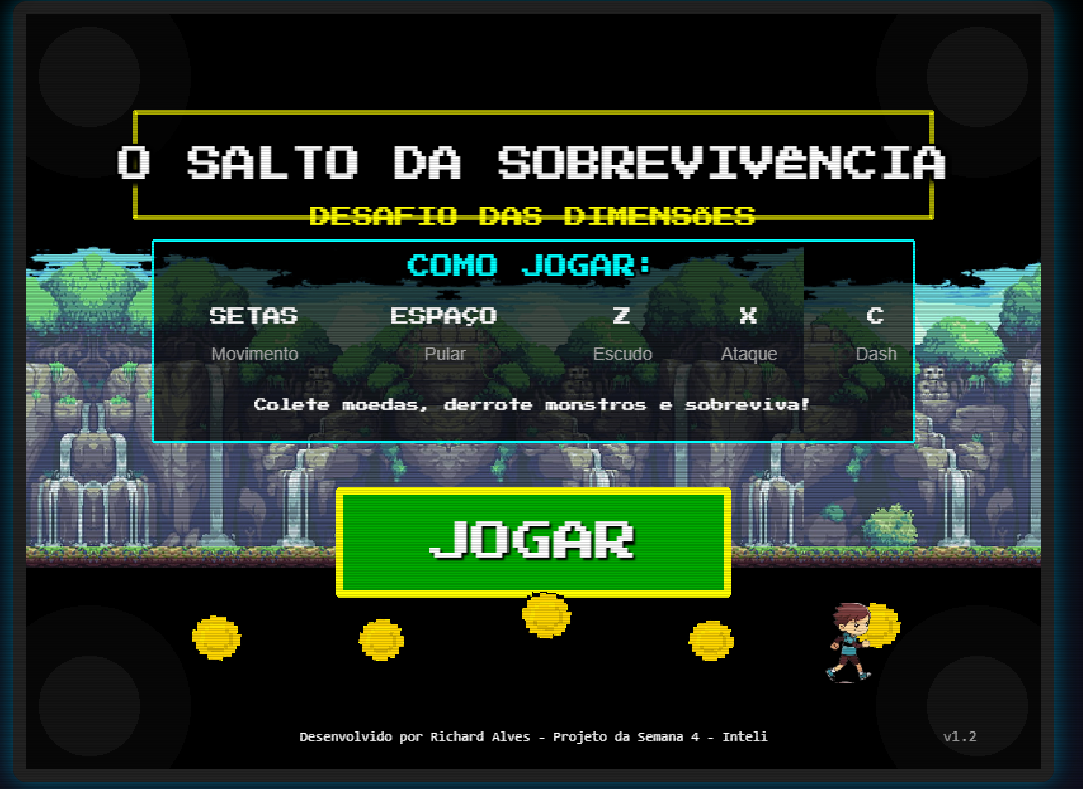 O SALTO DA SOBREVIVêNCIA
DESAFIO DAS DIMENSõES
COMO JOGAR:
SETAS ESPAçO Z X C
Movimento Pular Escudo Ataque Dash
Colete moedas, derrote monstros e sobreviva!
JOGAR
Desenvolvido por Richard Alves - Projeto da Semana 4 - Inteli
v1.2